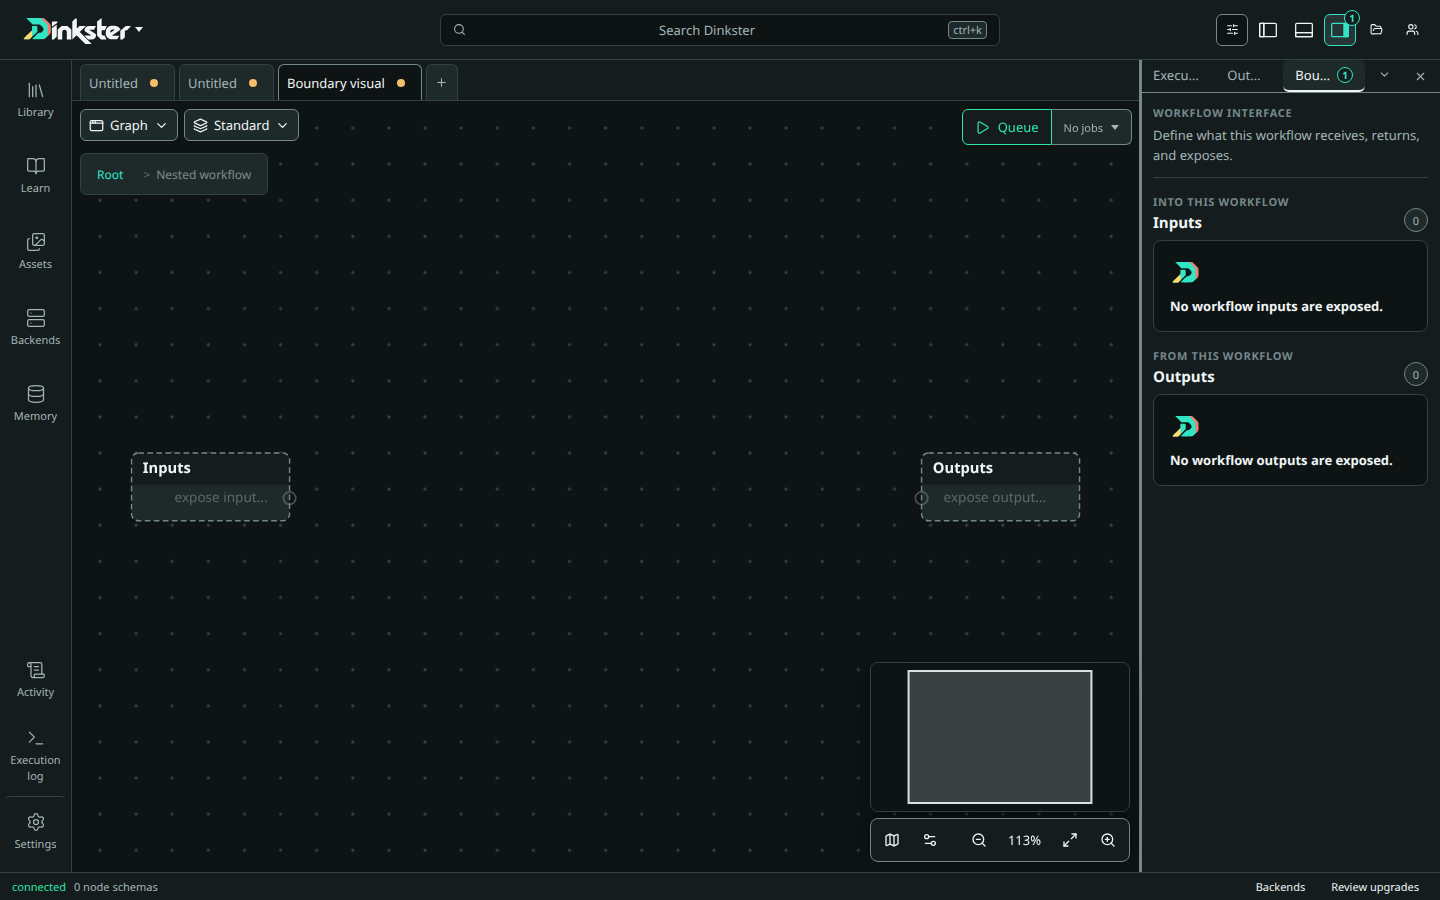 Dinkster
Search Dinkster
ctrl+k
1
Untitled
Untitled
Boundary visual
+
Execu...
Out...
Bou...
1
Library
Learn
Assets
Backends
Memory
Activity
Execution
log
Settings
Graph
Standard
Queue
No jobs
Root > Nested workflow
Inputs
expose input...
Outputs
expose output...
113%
WORKFLOW INTERFACE
Define what this workflow receives, returns,
and exposes.
INTO THIS WORKFLOW
Inputs
0
No workflow inputs are exposed.
FROM THIS WORKFLOW
Outputs
0
No workflow outputs are exposed.
connected
0 node schemas
Backends
Review upgrades